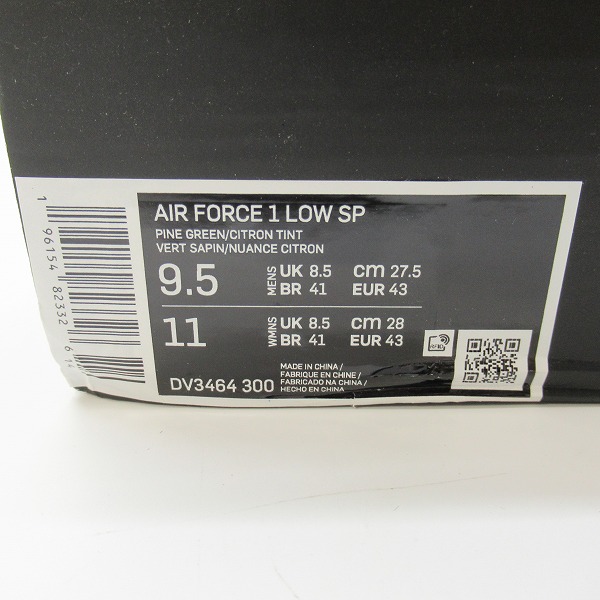 AIR FORCE 1 LOW SP
PINE GREEN/CITRON TINT
VERT SAPIN/NUANCE CITRON
9.5 MENS UK 8.5 cm 27.5
BR 41 EUR 43
11 WMNS UK 8.5 cm 28
BR 41 EUR 43
DV3464 300
MADE IN CHINA /
FABRIQUE EN CHINE /
FABRICADO NA CHINA /
HECHO EN CHINA
RFID
1 96154 82332